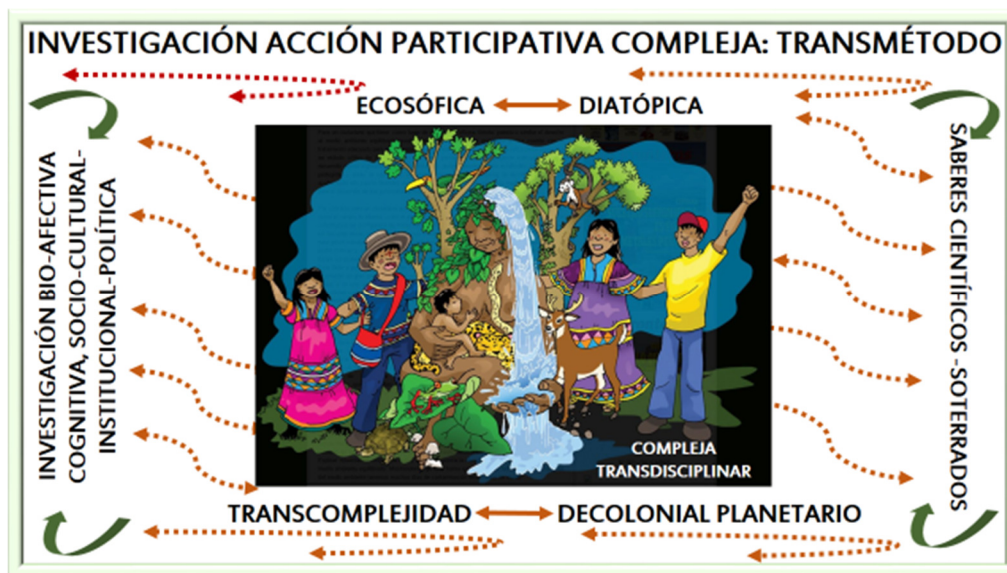 INVESTIGACIÓN ACCIÓN PARTICIPATIVA COMPLEJA: TRANSMÉTODO
ECOSÓFICA DIATÓPICA
INVESTIGACIÓN BIO-AFECTIVA
COGNITIVA, SOCIO-CULTURAL-
INSTITUCIONAL-POLÍTICA
SABERES CIENTÍFICOS -SOTERRADOS
COMPLEJA
TRANSDISCIPLINAR
TRANSCOMPLEJIDAD DECOLONIAL PLANETARIO